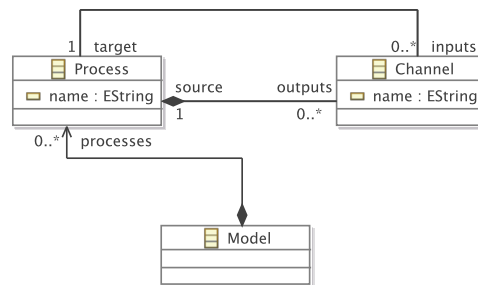 1 target
0..* inputs
Process
Channel
name : EString
source
outputs
name : EString
1
0..*
0..* processes
Model